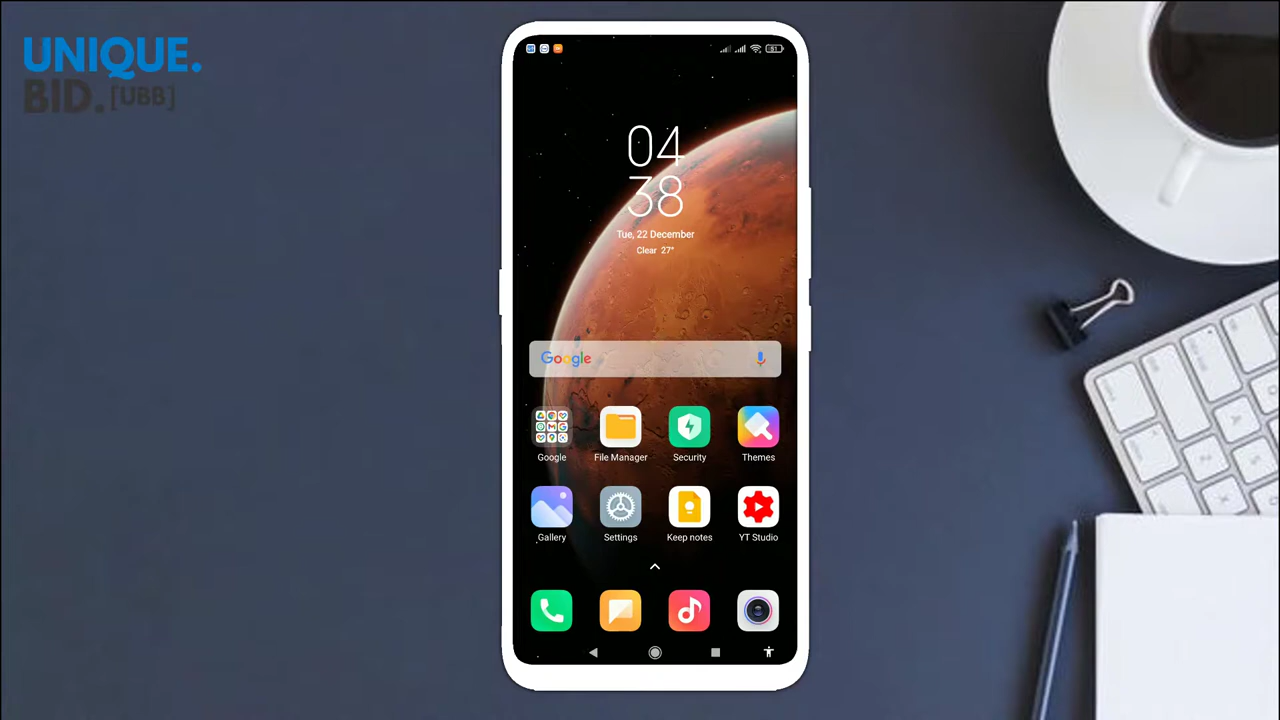 UNIQUE.
BID.[UBB]
51
04
38
Tue, 22 December
Clear 27°
Google
Google
File Manager
Security
Themes
Gallery
Settings
Keep notes
YT Studio